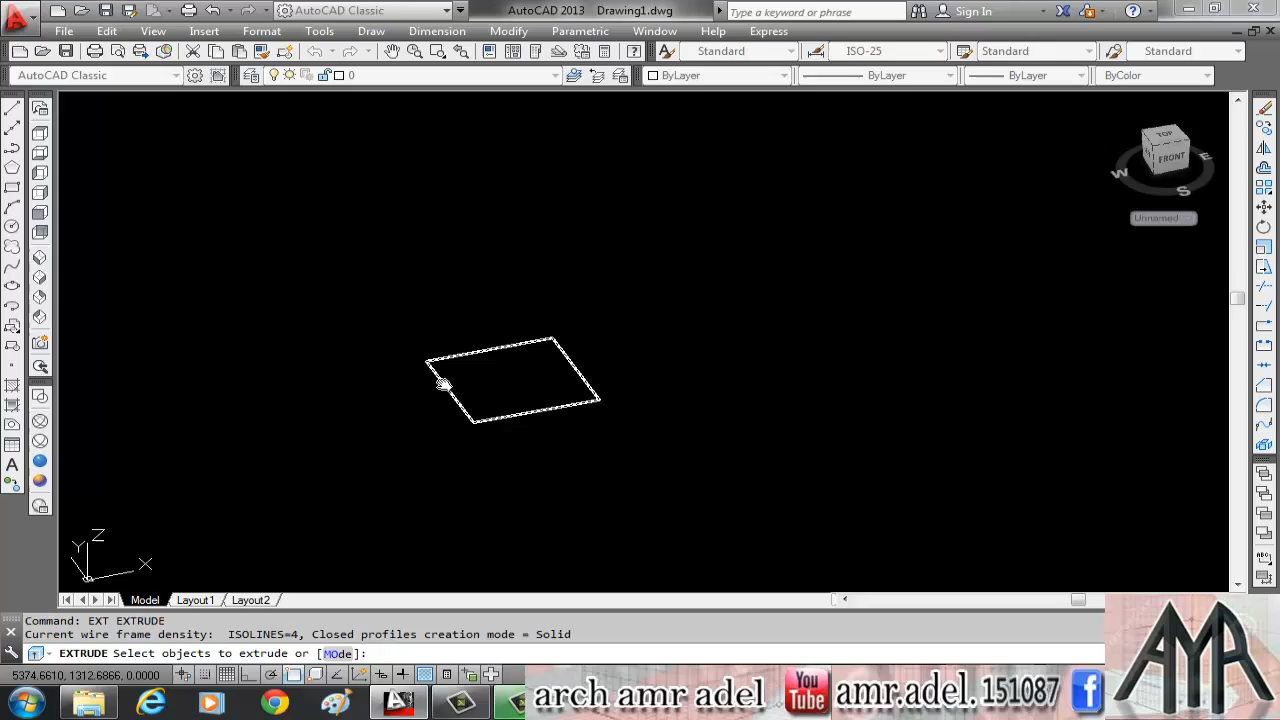 AutoCAD Classic
AutoCAD 2013 Drawing1.dwg
Type a keyword or phrase
Sign In
File Edit View Insert Format Tools Draw Dimension Modify Parametric Window Help Express
Standard ISO-25 Standard Standard
AutoCAD Classic 0 ByLayer ByLayer ByLayer ByColor
TOP
FRONT
W
E
S
Unnamed
Y Z
X
Model Layout1 Layout2
Command: EXT EXTRUDE
Current wire frame density: ISOLINES=4, Closed profiles creation mode = Solid
EXTRUDE Select objects to extrude or [MOde]:
5374.6610, 1312.6866, 0.0000
arch amr adel You Tube amr.adel. 151087 f
AYA